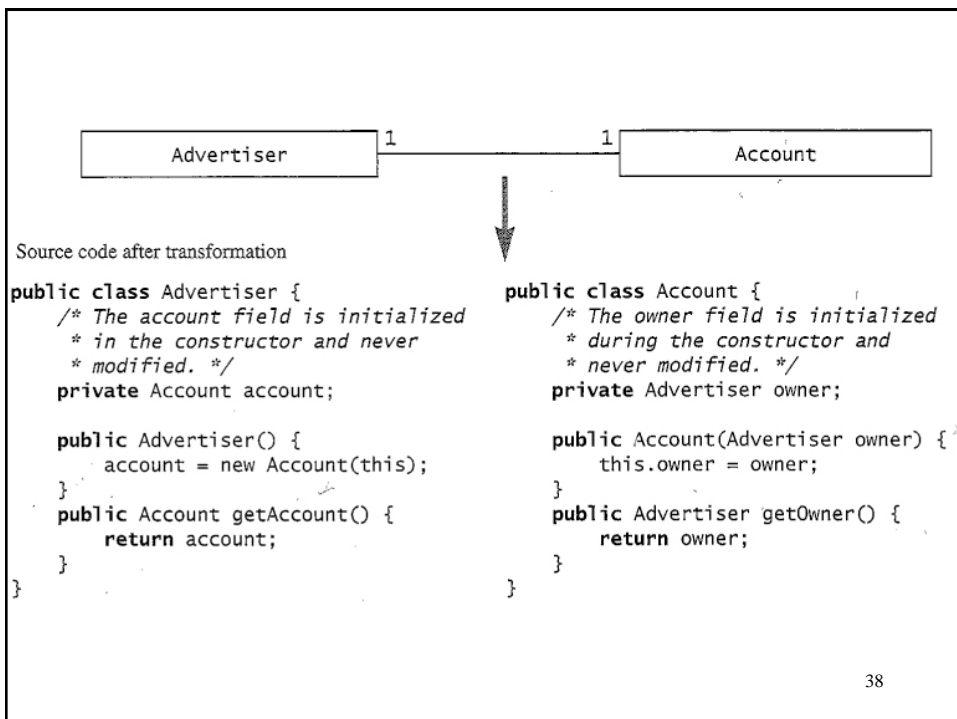 Advertiser 1 1 Account
Source code after transformation
public class Advertiser {
/* The account field is initialized
* in the constructor and never
* modified. */
private Account account;
public Advertiser() {
account = new Account(this);
}
public Account getAccount() {
return account;
}
}
public class Account {
/* The owner field is initialized
* during the constructor and
* never modified. */
private Advertiser owner;
public Account(Advertiser owner) {
this.owner = owner;
}
public Advertiser getOwner() {
return owner;
}
}
38